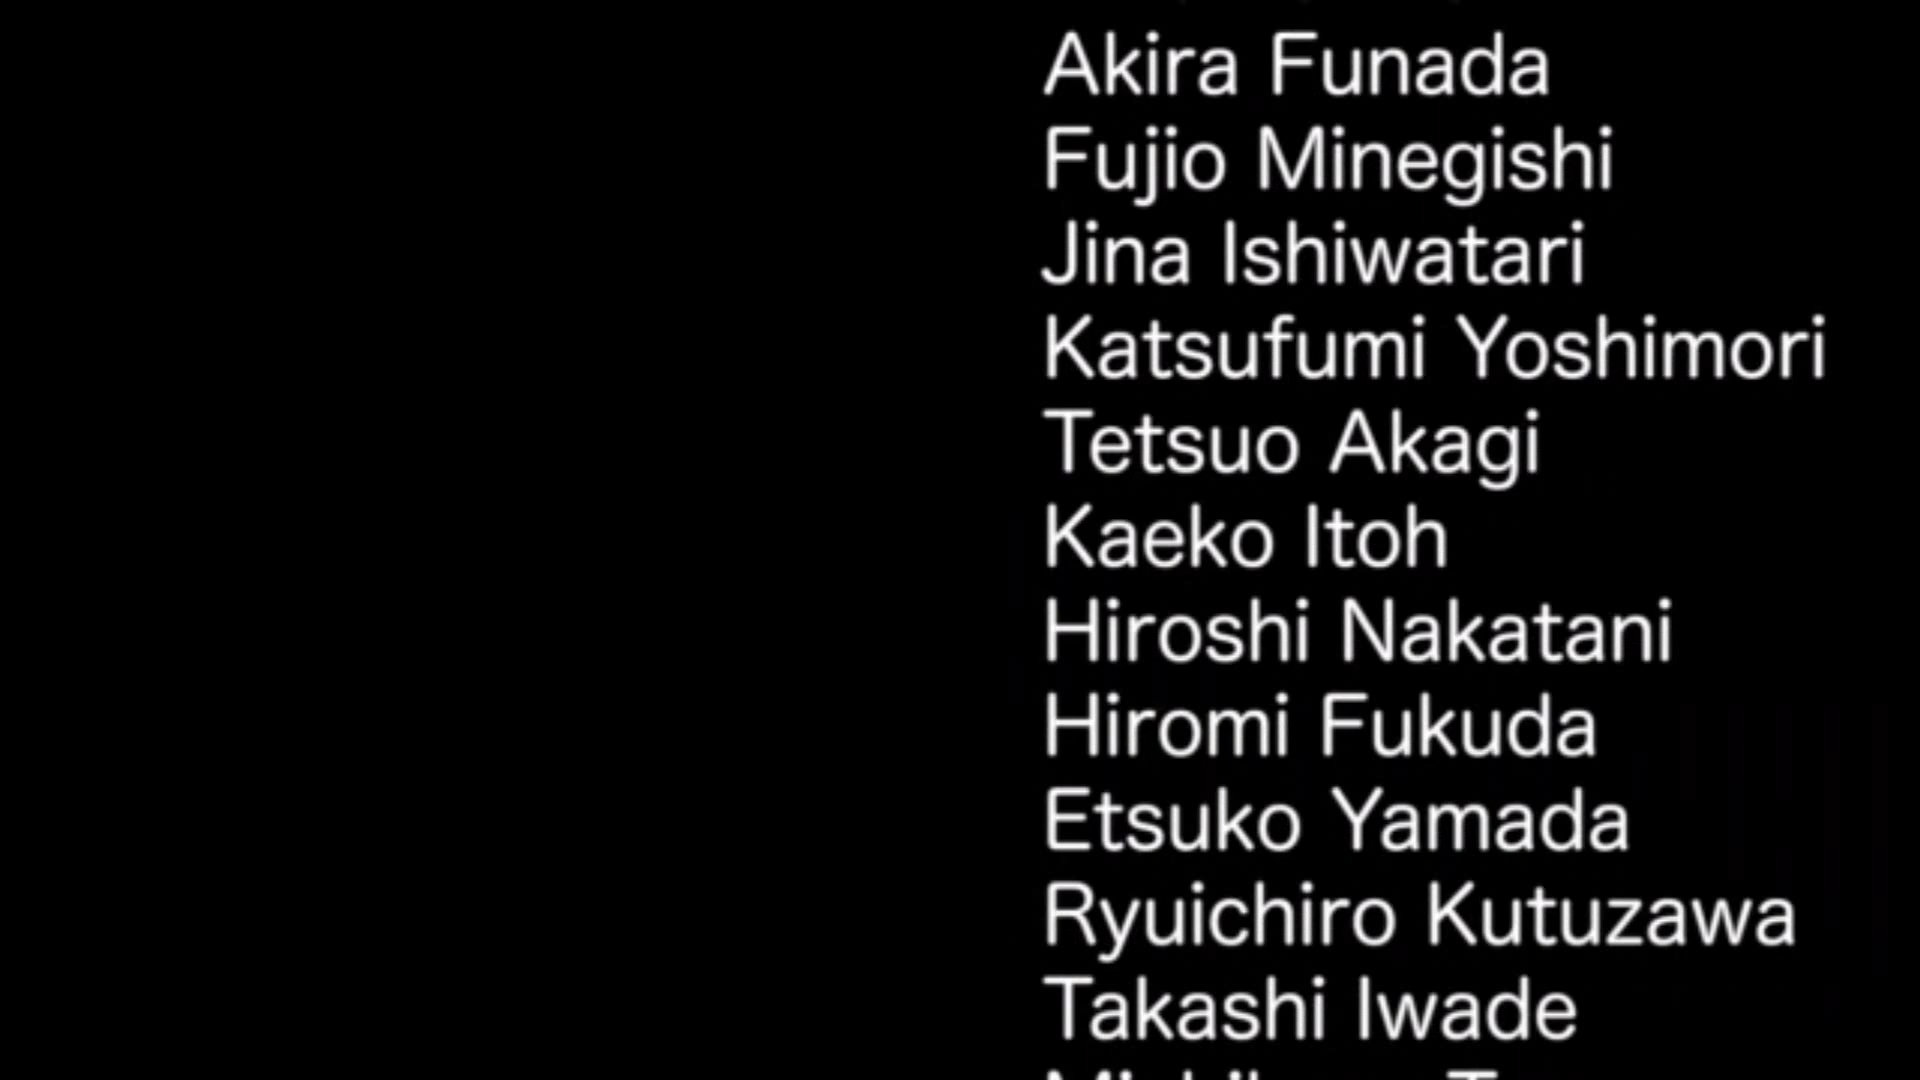 Akira Funada
Fujio Minegishi
Jina Ishiwatari
Katsufumi Yoshimori
Tetsuo Akagi
Kaeko Itoh
Hiroshi Nakatani
Hiromi Fukuda
Etsuko Yamada
Ryuichiro Kutuzawa
Takashi Iwade